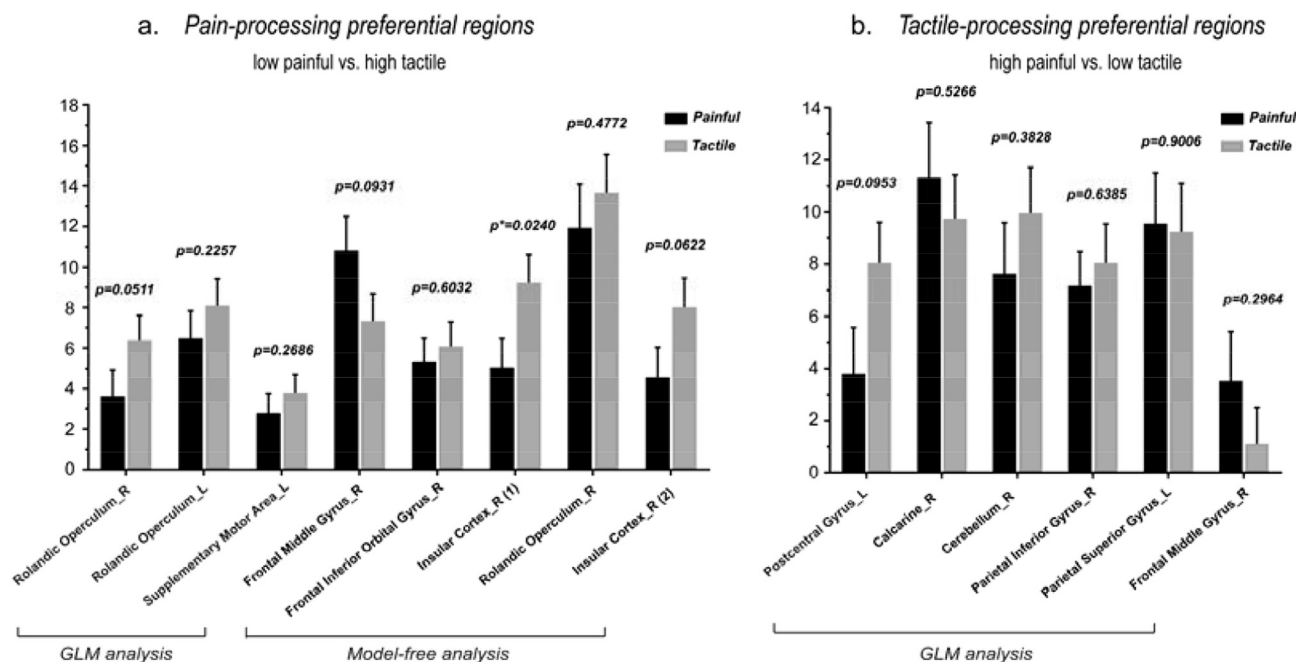 a. Pain-processing preferential regions
low painful vs. high tactile
18
16
14
12
10
8
6
4
2
0
Painful
Tactile
p=0.0511
p=0.2257
p=0.2686
p=0.0931
p=0.6032
p*=0.0240
p=0.4772
p=0.0622
Rolandic Operculum_R
Rolandic Operculum_L
Supplementary Motor Area_L
Frontal Middle Gyrus_R
Frontal Inferior Orbital Gyrus_R
Insular Cortex_R (1)
Rolandic Operculum_R
Insular Cortex_R (2)
GLM analysis
Model-free analysis
b. Tactile-processing preferential regions
high painful vs. low tactile
14
12
10
8
6
4
2
0
Painful
Tactile
p=0.0953
p=0.5266
p=0.3828
p=0.6385
p=0.9006
p=0.2964
Postcentral Gyrus_L
Calcarine_R
Cerebellum_R
Parietal Inferior Gyrus_R
Parietal Superior Gyrus_L
Frontal Middle Gyrus_R
GLM analysis